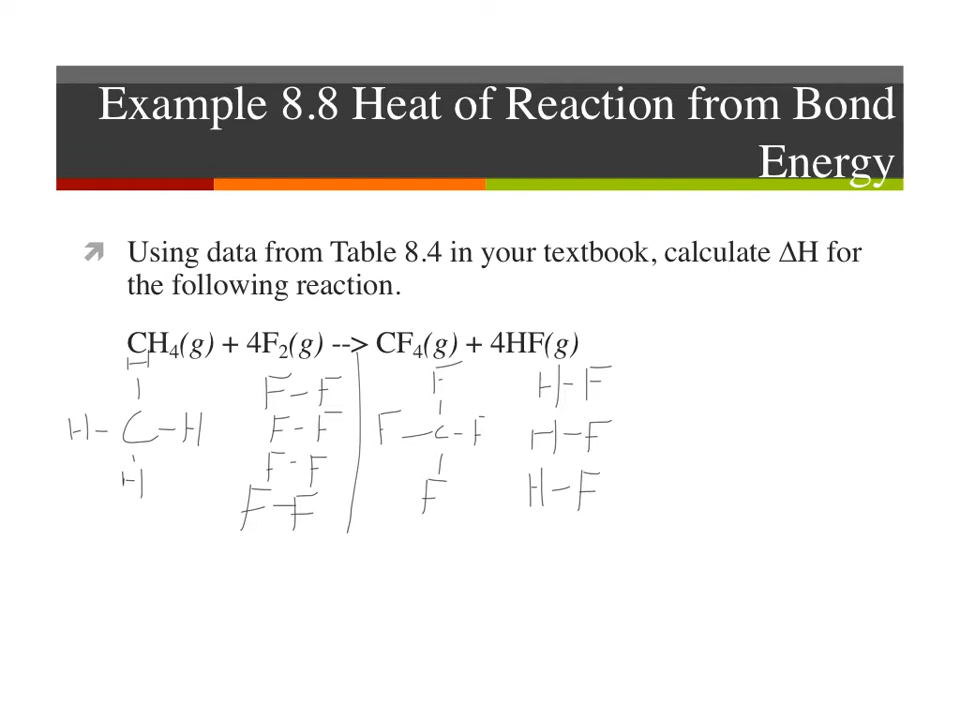 Example 8.8 Heat of Reaction from Bond
Energy
Using data from Table 8.4 in your textbook, calculate ΔH for
the following reaction.
CH₄(g) + 4F₂(g) --> CF₄(g) + 4HF(g)
H
F-F F H-F
H-C-H F-F F-C-F H-F
F-F
H F-F F H-F